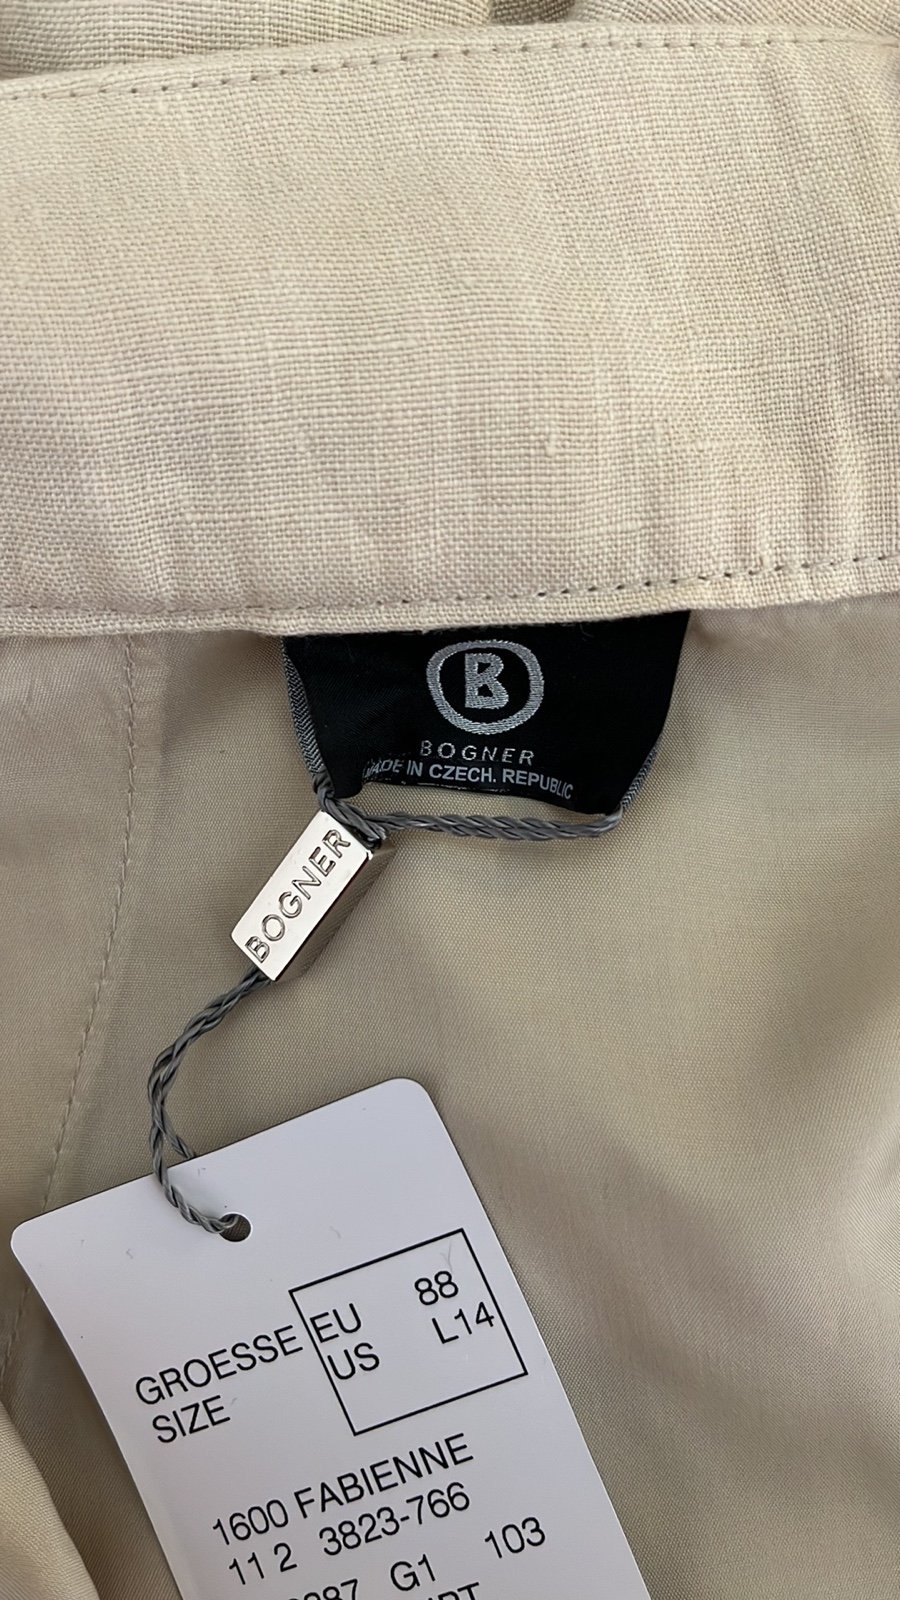 B
BOGNER
MADE IN CZECH. REPUBLIC
BOGNER
GROESSE EU 88
SIZE US L14
1600 FABIENNE
11 2 3823-766
G1 103